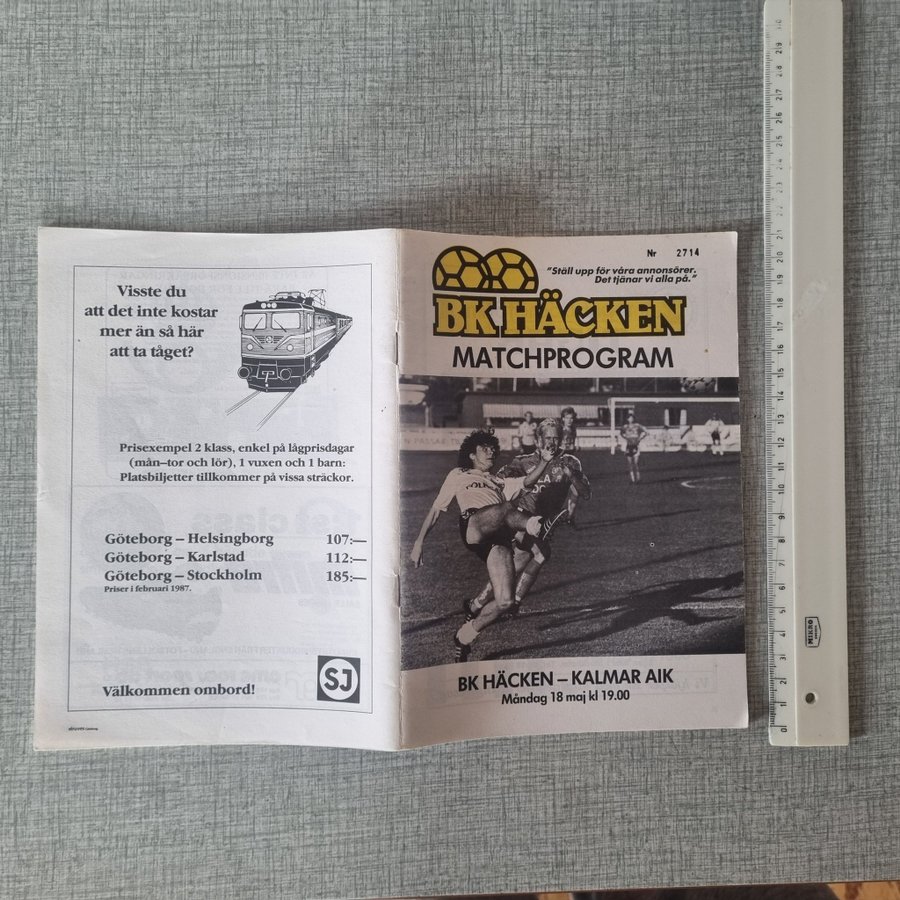 Visste du
att det inte kostar
mer än så här
att ta tåget?
Prisexempel 2 klass, enkel på lågprisdagar
(mån–tor och lör), 1 vuxen och 1 barn:
Platsbiljetter tillkommer på vissa sträckor.
Göteborg – Helsingborg 107:—
Göteborg – Karlstad 112:—
Göteborg – Stockholm 185:—
Priser i februari 1987.
Välkommen ombord!
SJ
Nr 2714
"Ställ upp för våra annonsörer.
Det tjänar vi alla på."
BK HÄCKEN
MATCHPROGRAM
BK HÄCKEN – KALMAR AIK
Måndag 18 maj kl 19.00
MIKRO